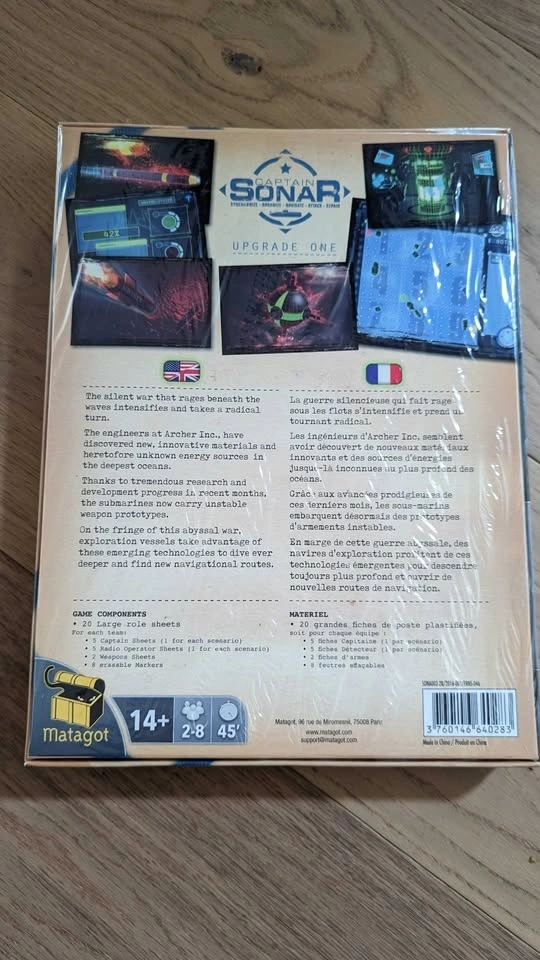 42%
CAPTAIN
SONAR
SYNCHRONIZE - ORGANIZE - NAVIGATE - ATTACK - REPAIR
UPGRADE ONE
The silent war that rages beneath the
waves intensifies and takes a radical
turn.
The engineers at Archer Inc., have
discovered new, innovative materials and
heretofore unknown energy sources in
the deepest oceans.
Thanks to tremendous research and
development progress in recent months,
the submarines now carry unstable
weapon prototypes.
On the fringe of this abyssal war,
exploration vessels take advantage of
these emerging technologies to dive ever
deeper and find new navigational routes.
La guerre silencieuse qui fait rage
sous les flots s'intensifie et prend un
tournant radical.
Les ingénieurs d'Archer Inc. semblent
avoir découvert de nouveaux matériaux
innovants et des sources d'énergies
jusque-là inconnues au plus profond des
océans.
Grâce aux avancées prodigieuses de
ces derniers mois, les sous-marins
embarquent désormais des prototypes
d'armements instables.
En marge de cette guerre abyssale, des
navires d'exploration profitent de ces
technologies émergentes pour descendre
toujours plus profond et ouvrir de
nouvelles routes de navigation.
GAME COMPONENTS
• 20 Large role sheets
For each team:
• 5 Captain Sheets (1 for each scenario)
• 5 Radio Operator Sheets (1 for each scenario)
• 2 Weapons Sheets
• 8 erasable Markers
MATERIEL
• 20 grandes fiches de poste plastifiées,
soit pour chaque équipe :
• 5 fiches Capitaine (1 par scénario)
• 5 fiches Détecteur (1 par scénario)
• 2 fiches d'armes
• 8 feutres effaçables
Matagot
14+
2-8
45'
Matagot, 96 rue du Miromesnil, 75008 Paris
www.matagot.com
support@matagot.com
3 760146 640283
Made in China / Produit en Chine